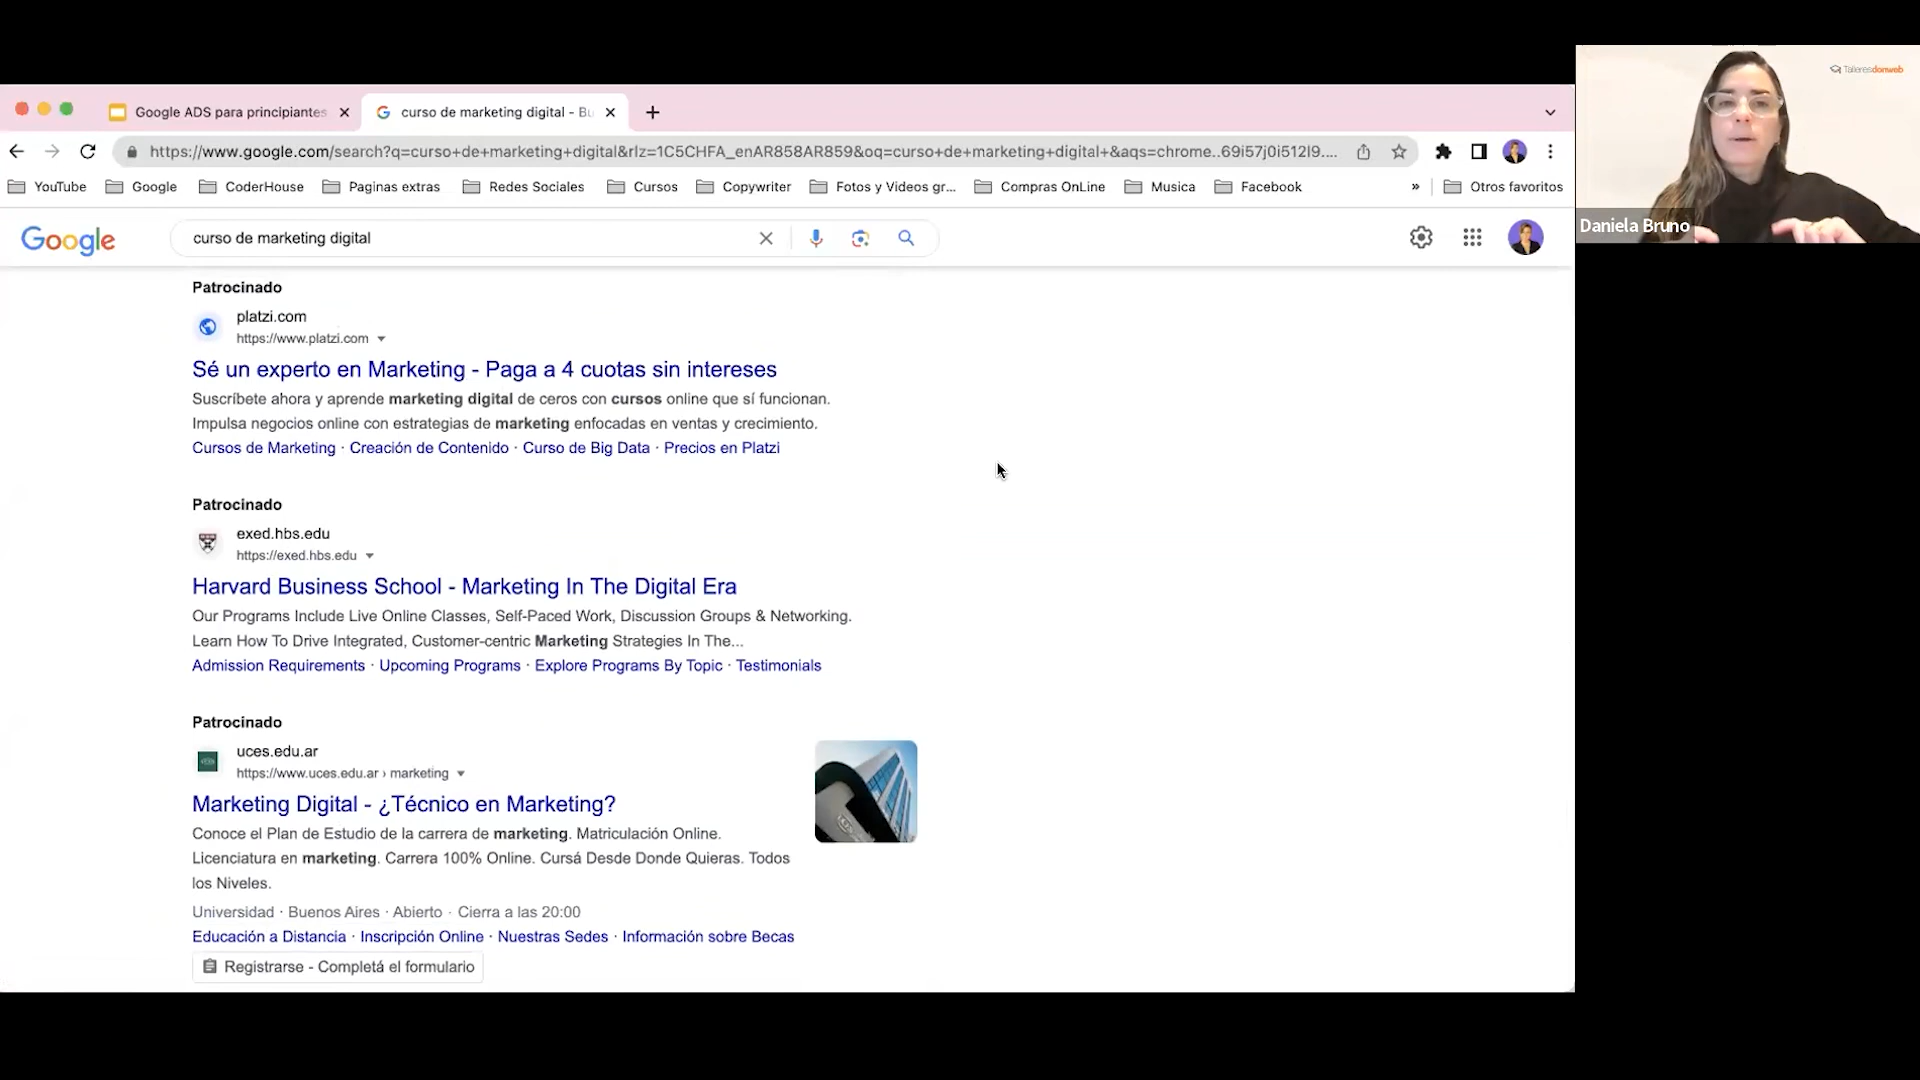 Google ADS para principiantes
curso de marketing digital - Bu
https://www.google.com/search?q=curso+de+marketing+digital&rlz=1C5CHFA_enAR858AR859&oq=curso+de+marketing+digital+&aqs=chrome..69i57j0i512l9....
YouTube
Google
CoderHouse
Paginas extras
Redes Sociales
Cursos
Copywriter
Fotos y Videos gr...
Compras OnLine
Musica
Facebook
»
Otros favoritos
Google
curso de marketing digital
Patrocinado
platzi.com
https://www.platzi.com
Sé un experto en Marketing - Paga a 4 cuotas sin intereses
Suscríbete ahora y aprende marketing digital de ceros con cursos online que sí funcionan.
Impulsa negocios online con estrategias de marketing enfocadas en ventas y crecimiento.
Cursos de Marketing · Creación de Contenido · Curso de Big Data · Precios en Platzi
Patrocinado
exed.hbs.edu
https://exed.hbs.edu
Harvard Business School - Marketing In The Digital Era
Our Programs Include Live Online Classes, Self-Paced Work, Discussion Groups & Networking.
Learn How To Drive Integrated, Customer-centric Marketing Strategies In The...
Admission Requirements · Upcoming Programs · Explore Programs By Topic · Testimonials
Patrocinado
uces.edu.ar
https://www.uces.edu.ar › marketing
Marketing Digital - ¿Técnico en Marketing?
Conoce el Plan de Estudio de la carrera de marketing. Matriculación Online.
Licenciatura en marketing. Carrera 100% Online. Cursá Desde Donde Quieras. Todos
los Niveles.
Universidad · Buenos Aires · Abierto · Cierra a las 20:00
Educación a Distancia · Inscripción Online · Nuestras Sedes · Información sobre Becas
Registrarse - Completá el formulario
Talleresdonweb
Daniela Bruno